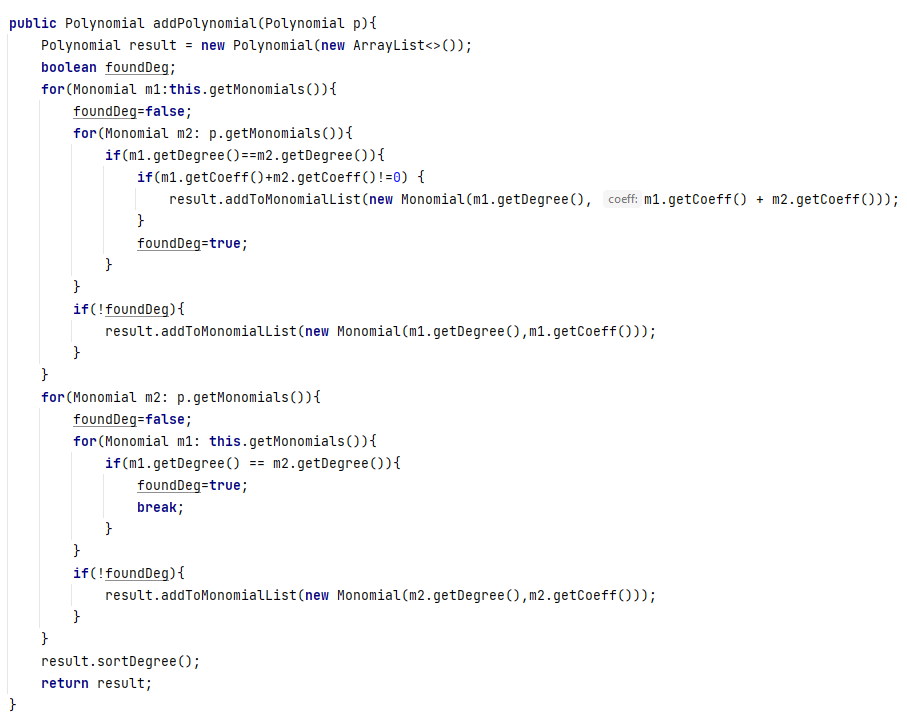 public Polynomial addPolynomial(Polynomial p){
    Polynomial result = new Polynomial(new ArrayList<>());
    boolean foundDeg;
    for(Monomial m1:this.getMonomials()){
        foundDeg=false;
        for(Monomial m2: p.getMonomials()){
            if(m1.getDegree()==m2.getDegree()){
                if(m1.getCoeff()+m2.getCoeff()!=0) {
                    result.addToMonomialList(new Monomial(m1.getDegree(), coeff: m1.getCoeff() + m2.getCoeff()));
                }
                foundDeg=true;
            }
        }
        if(!foundDeg){
            result.addToMonomialList(new Monomial(m1.getDegree(),m1.getCoeff()));
        }
    }
    for(Monomial m2: p.getMonomials()){
        foundDeg=false;
        for(Monomial m1: this.getMonomials()){
            if(m1.getDegree() == m2.getDegree()){
                foundDeg=true;
                break;
            }
        }
        if(!foundDeg){
            result.addToMonomialList(new Monomial(m2.getDegree(),m2.getCoeff()));
        }
    }
    result.sortDegree();
    return result;
}